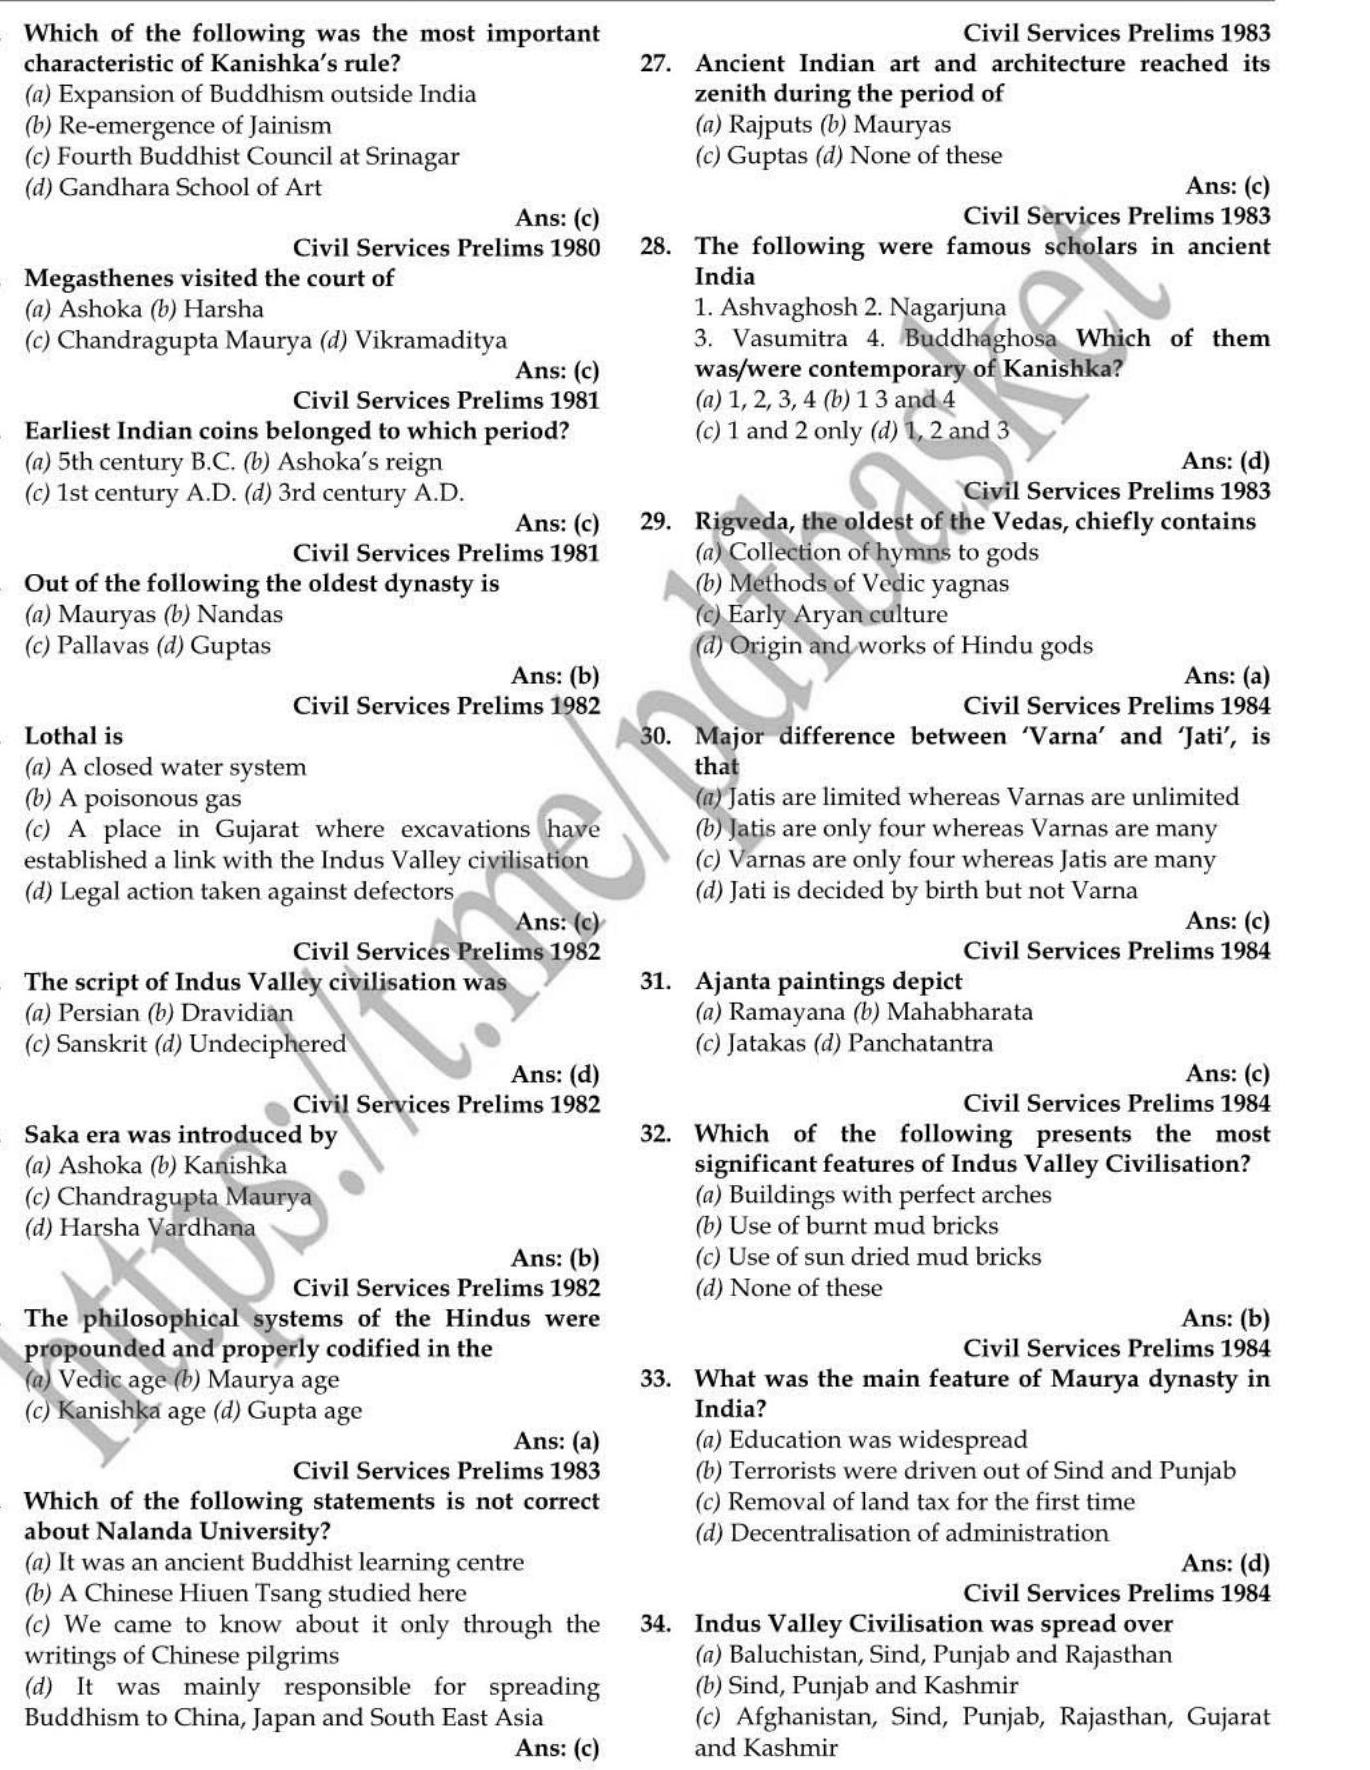 Which of the following was the most important
characteristic of Kanishka's rule?
(a) Expansion of Buddhism outside India
(b) Re-emergence of Jainism
(c) Fourth Buddhist Council at Srinagar
(d) Gandhara School of Art
Ans: (c)
Civil Services Prelims 1980
Megasthenes visited the court of
(a) Ashoka (b) Harsha
(c) Chandragupta Maurya (d) Vikramaditya
Ans: (c)
Civil Services Prelims 1981
Earliest Indian coins belonged to which period?
(a) 5th century B.C. (b) Ashoka's reign
(c) 1st century A.D. (d) 3rd century A.D.
Ans: (c)
Civil Services Prelims 1981
Out of the following the oldest dynasty is
(a) Mauryas (b) Nandas
(c) Pallavas (d) Guptas
Ans: (b)
Civil Services Prelims 1982
Lothal is
(a) A closed water system
(b) A poisonous gas
(c) A place in Gujarat where excavations have
established a link with the Indus Valley civilisation
(d) Legal action taken against defectors
Ans: (c)
Civil Services Prelims 1982
The script of Indus Valley civilisation was
(a) Persian (b) Dravidian
(c) Sanskrit (d) Undeciphered
Ans: (d)
Civil Services Prelims 1982
Saka era was introduced by
(a) Ashoka (b) Kanishka
(c) Chandragupta Maurya
(d) Harsha Vardhana
Ans: (b)
Civil Services Prelims 1982
The philosophical systems of the Hindus were
propounded and properly codified in the
(a) Vedic age (b) Maurya age
(c) Kanishka age (d) Gupta age
Ans: (a)
Civil Services Prelims 1983
Which of the following statements is not correct
about Nalanda University?
(a) It was an ancient Buddhist learning centre
(b) A Chinese Hiuen Tsang studied here
(c) We came to know about it only through the
writings of Chinese pilgrims
(d) It was mainly responsible for spreading
Buddhism to China, Japan and South East Asia
Ans: (c)
Civil Services Prelims 1983
27. Ancient Indian art and architecture reached its
zenith during the period of
(a) Rajputs (b) Mauryas
(c) Guptas (d) None of these
Ans: (c)
Civil Services Prelims 1983
28. The following were famous scholars in ancient
India
1. Ashvaghosh 2. Nagarjuna
3. Vasumitra 4. Buddhaghosa Which of them
was/were contemporary of Kanishka?
(a) 1, 2, 3, 4 (b) 1 3 and 4
(c) 1 and 2 only (d) 1, 2 and 3
Ans: (d)
Civil Services Prelims 1983
29. Rigveda, the oldest of the Vedas, chiefly contains
(a) Collection of hymns to gods
(b) Methods of Vedic yagnas
(c) Early Aryan culture
(d) Origin and works of Hindu gods
Ans: (a)
Civil Services Prelims 1984
30. Major difference between 'Varna' and 'Jati', is
that
(a) Jatis are limited whereas Varnas are unlimited
(b) Jatis are only four whereas Varnas are many
(c) Varnas are only four whereas Jatis are many
(d) Jati is decided by birth but not Varna
Ans: (c)
Civil Services Prelims 1984
31. Ajanta paintings depict
(a) Ramayana (b) Mahabharata
(c) Jatakas (d) Panchatantra
Ans: (c)
Civil Services Prelims 1984
32. Which of the following presents the most
significant features of Indus Valley Civilisation?
(a) Buildings with perfect arches
(b) Use of burnt mud bricks
(c) Use of sun dried mud bricks
(d) None of these
Ans: (b)
Civil Services Prelims 1984
33. What was the main feature of Maurya dynasty in
India?
(a) Education was widespread
(b) Terrorists were driven out of Sind and Punjab
(c) Removal of land tax for the first time
(d) Decentralisation of administration
Ans: (d)
Civil Services Prelims 1984
34. Indus Valley Civilisation was spread over
(a) Baluchistan, Sind, Punjab and Rajasthan
(b) Sind, Punjab and Kashmir
(c) Afghanistan, Sind, Punjab, Rajasthan, Gujarat
and Kashmir
https://t.me/pdfbasket